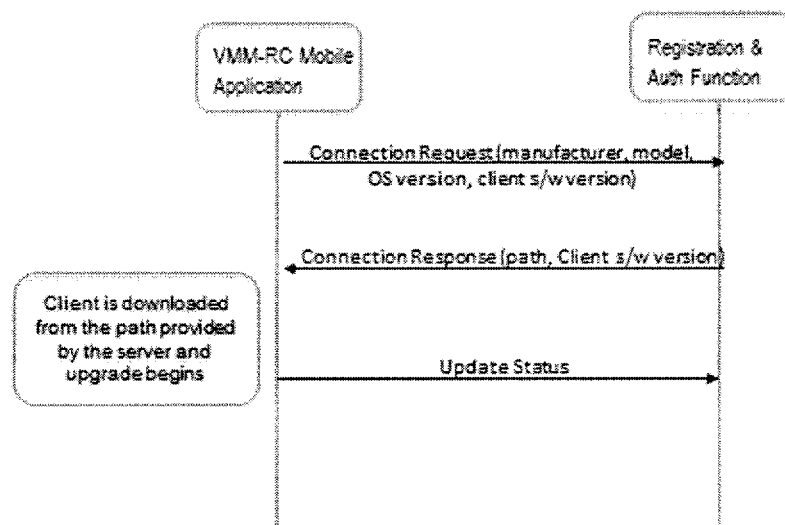 VMM-RC Mobile
Application
Registration &
Auth Function
Connection Request(manufacturer, model,
OS version, client s/w version)
Connection Response(path, Client s/w version)
Client is downloaded
from the path provided
by the server and
upgrade begins
Update Status